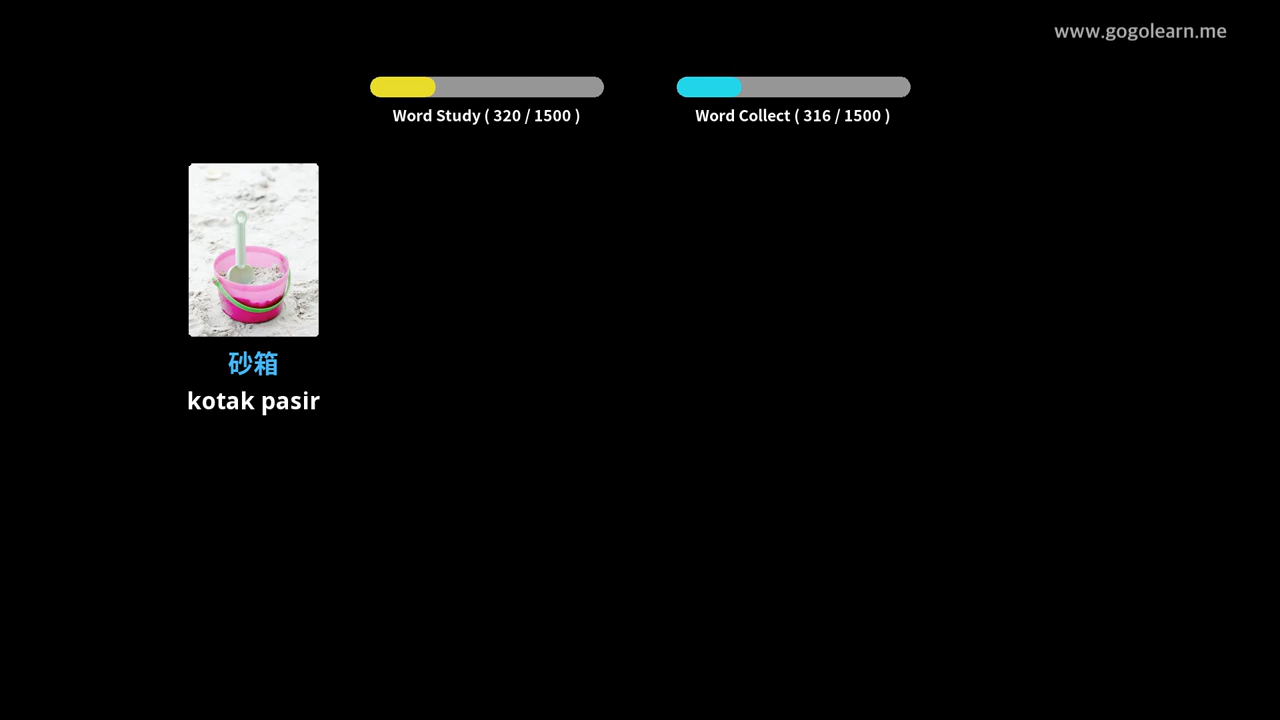 www.gogolearn.me
Word Study ( 320 / 1500 )
Word Collect ( 316 / 1500 )
砂箱
kotak pasir